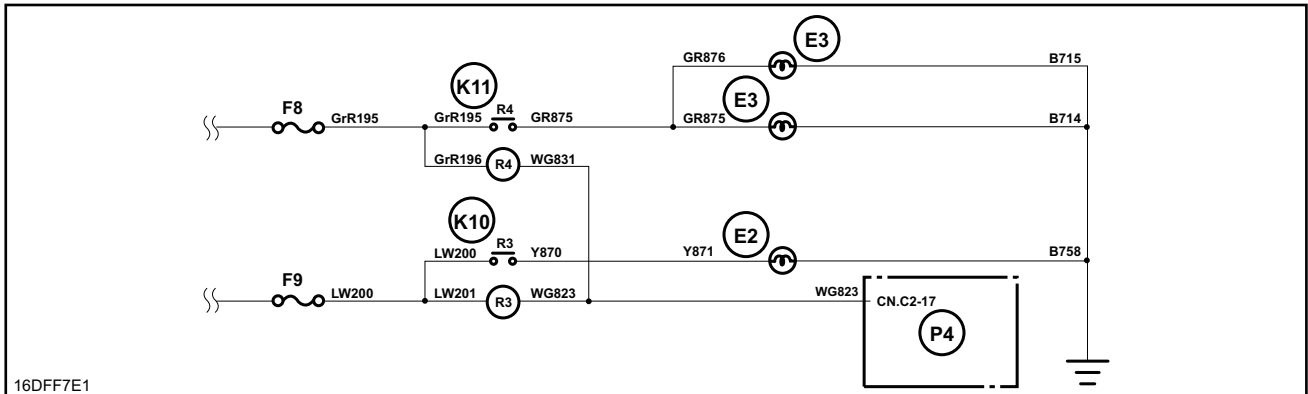 E3
GR876
B715
K11
E3
F8
GrR195
GrR195
R4
GR875
GR875
B714
GrR196
R4
WG831
K10
E2
LW200
R3
Y870
Y871
B758
F9
LW200
LW201
R3
WG823
WG823
CN.C2-17
P4
16DFF7E1